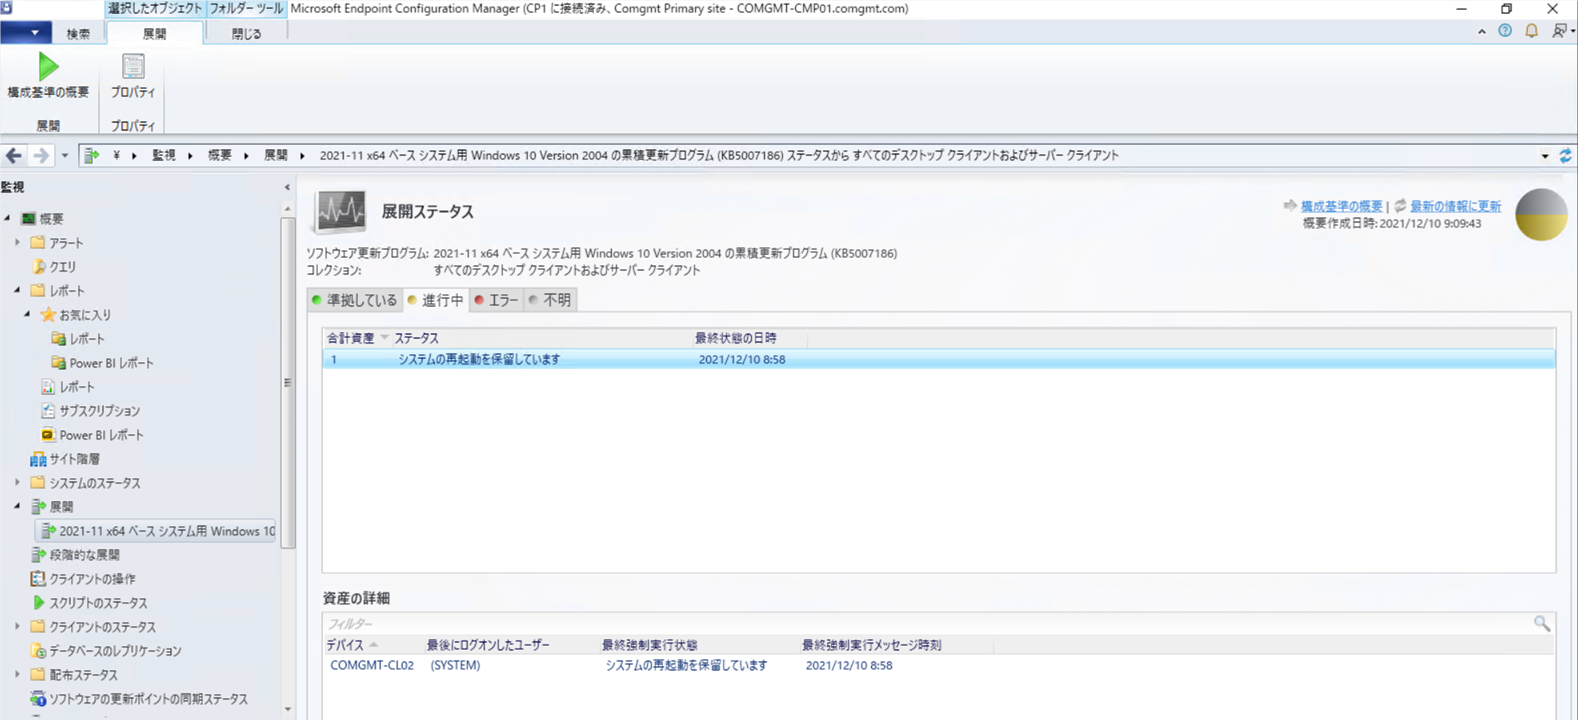 選択したオブジェクト フォルダー ツール Microsoft Endpoint Configuration Manager (CP1 に接続済み、Comgmt Primary site - COMGMT-CMP01.comgmt.com)
検索 展開 閉じる
構成基準の概要 プロパティ
展開 プロパティ
¥ 監視 概要 展開 2021-11 x64 ベース システム用 Windows 10 Version 2004 の累積更新プログラム (KB5007186) ステータスから すべてのデスクトップ クライアントおよびサーバー クライアント
監視
概要
アラート
クエリ
レポート
お気に入り
レポート
Power BI レポート
レポート
サブスクリプション
Power BI レポート
サイト階層
システムのステータス
展開
2021-11 x64 ベース システム用 Windows 10
段階的な展開
クライアントの操作
スクリプトのステータス
クライアントのステータス
データベースのレプリケーション
配布ステータス
ソフトウェアの更新ポイントの同期ステータス
展開ステータス
構成基準の概要 | 最新の情報に更新
概要作成日時: 2021/12/10 9:09:43
ソフトウェア更新プログラム: 2021-11 x64 ベース システム用 Windows 10 Version 2004 の累積更新プログラム (KB5007186)
コレクション: すべてのデスクトップ クライアントおよびサーバー クライアント
準拠している 進行中 エラー 不明
合計資産 ステータス 最終状態の日時
1 システムの再起動を保留しています 2021/12/10 8:58
資産の詳細
フィルター
デバイス 最後にログオンしたユーザー 最終強制実行状態 最終強制実行メッセージ時刻
COMGMT-CL02 (SYSTEM) システムの再起動を保留しています 2021/12/10 8:58